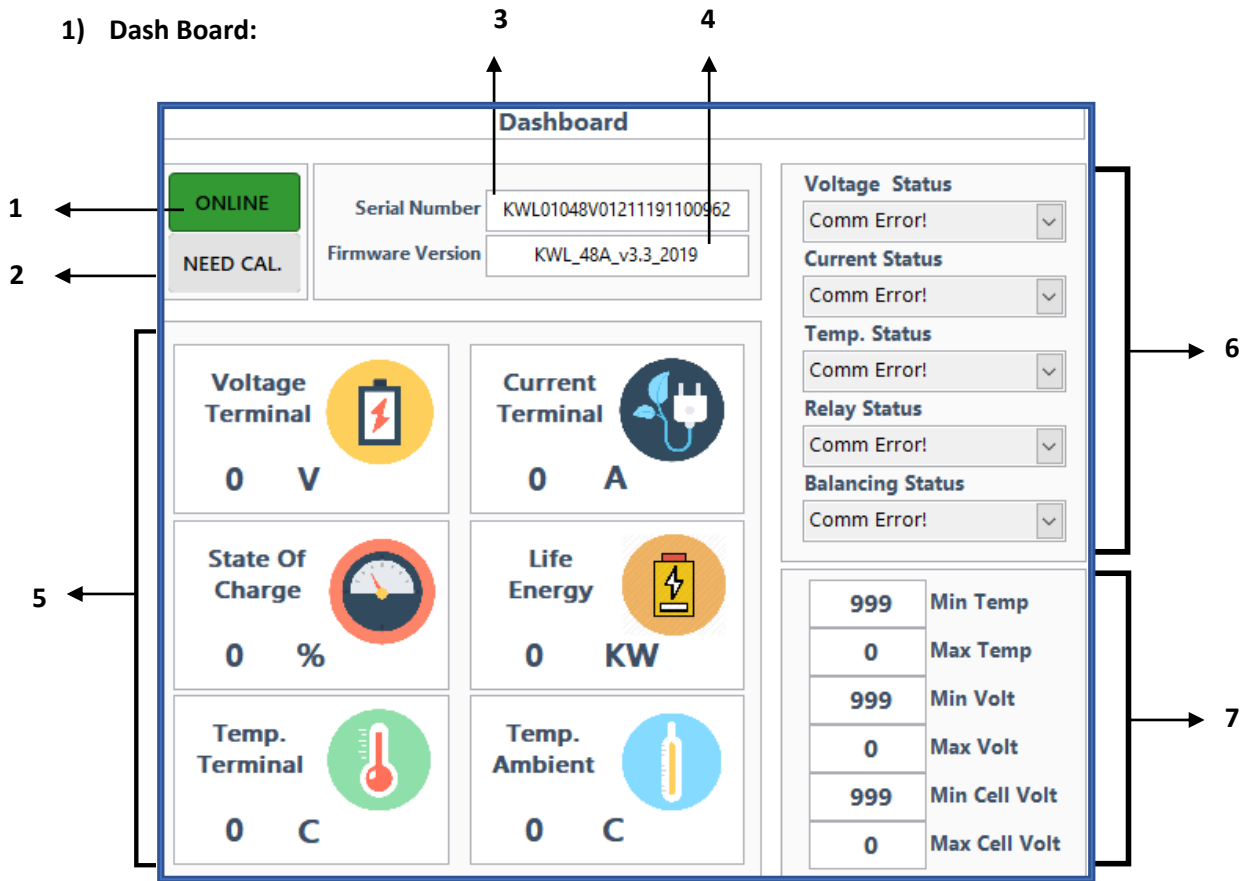 1) Dash Board:
3
4
Dashboard
1
2
ONLINE
NEED CAL.
Serial Number KWL01048V01211191100962
Firmware Version KWL_48A_v3.3_2019
5
Voltage
Terminal
0 V
Current
Terminal
0 A
State Of
Charge
0 %
Life
Energy
0 KW
Temp.
Terminal
0 C
Temp.
Ambient
0 C
Voltage Status
Comm Error!
Current Status
Comm Error!
Temp. Status
Comm Error!
Relay Status
Comm Error!
Balancing Status
Comm Error!
6
999 Min Temp
0 Max Temp
999 Min Volt
0 Max Volt
999 Min Cell Volt
0 Max Cell Volt
7